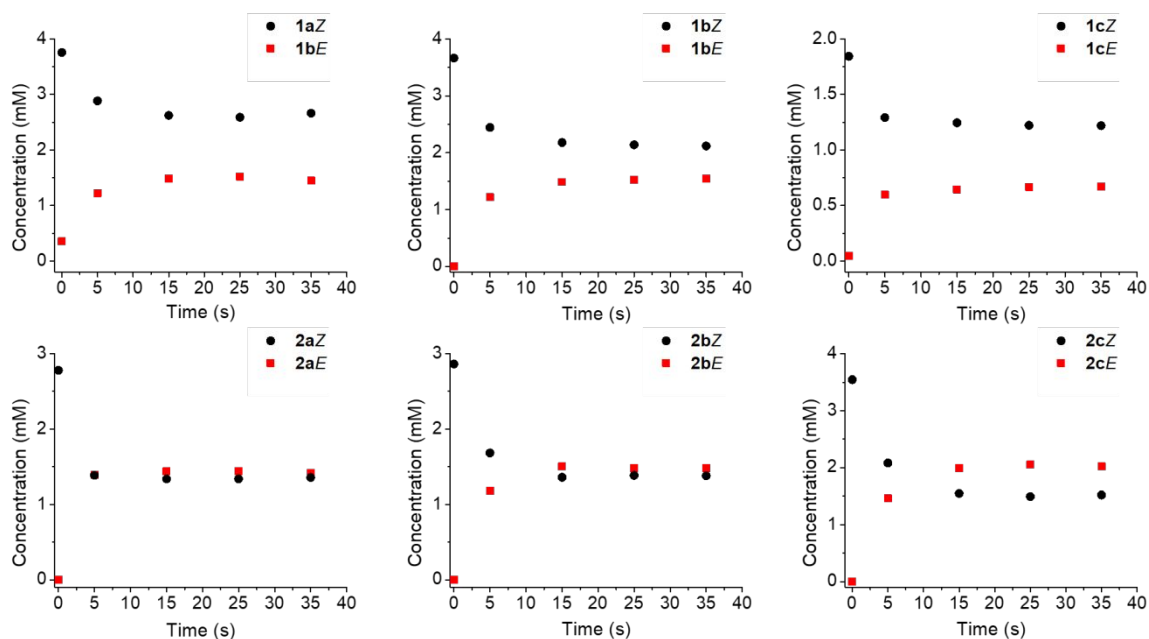 1aZ
1bE
4
3
2
1
0
Concentration (mM)
0 5 10 15 20 25 30 35 40
Time (s)
1bZ
1bE
4
2
0
Concentration (mM)
0 5 10 15 20 25 30 35 40
Time (s)
1cZ
1cE
2.0
1.5
1.0
0.5
0.0
Concentration (mM)
0 5 10 15 20 25 30 35 40
Time (s)
2aZ
2aE
3
2
1
0
Concentration (mM)
0 5 10 15 20 25 30 35 40
Time (s)
2bZ
2bE
3
2
1
0
Concentration (mM)
0 5 10 15 20 25 30 35 40
Time (s)
2cZ
2cE
4
2
0
Concentration (mM)
0 5 10 15 20 25 30 35 40
Time (s)